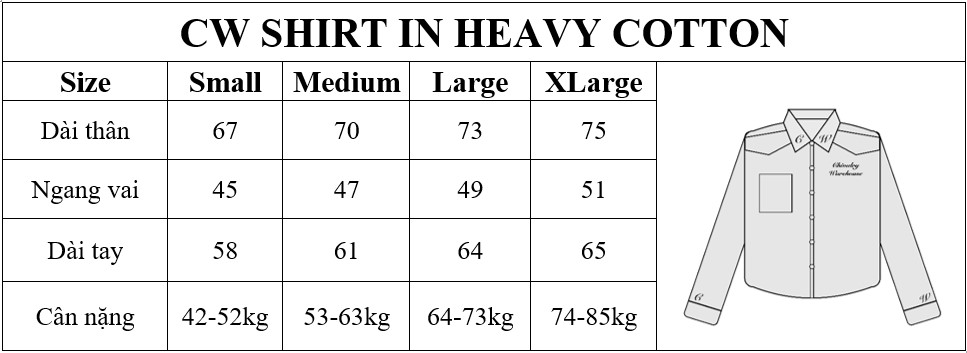 CW SHIRT IN HEAVY COTTON
Size Small Medium Large XLarge
Dài thân 67 70 73 75
Ngang vai 45 47 49 51
Dài tay 58 61 64 65
Cân nặng 42-52kg 53-63kg 64-73kg 74-85kg
C W
Warehouse
C W